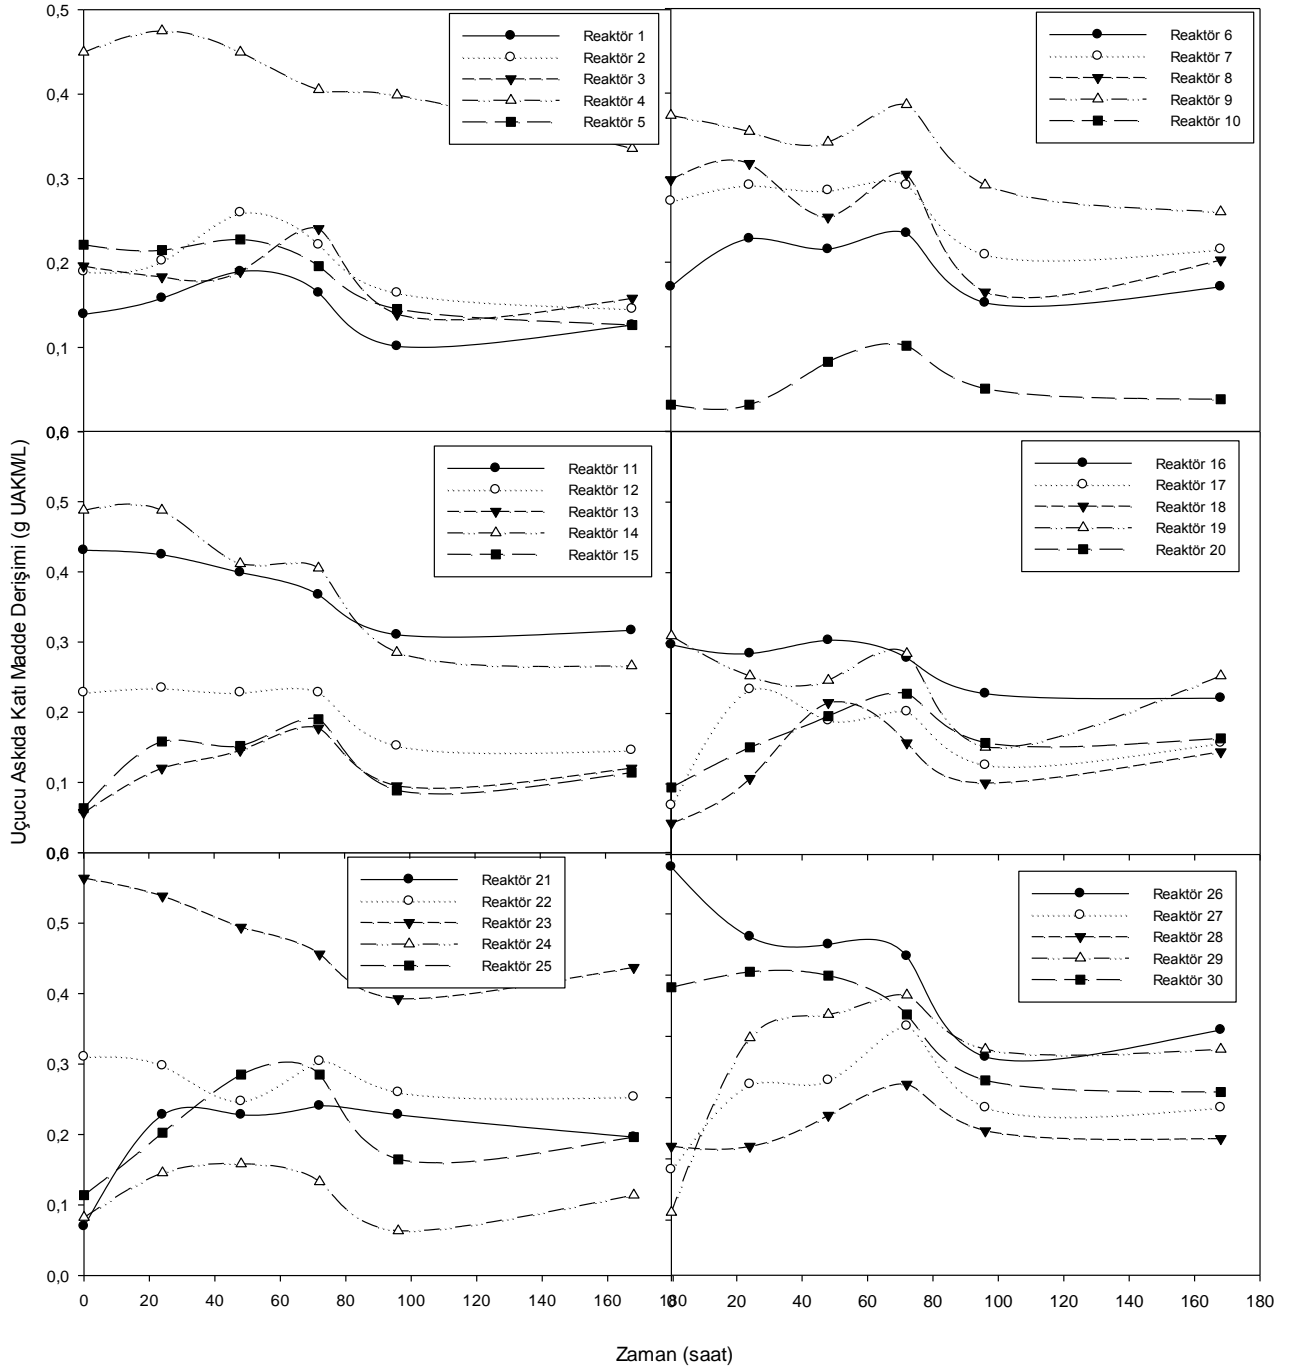 0,5
0,4
0,3
0,2
0,1
Reaktör 1
Reaktör 2
Reaktör 3
Reaktör 4
Reaktör 5
Reaktör 6
Reaktör 7
Reaktör 8
Reaktör 9
Reaktör 10
Uçucu Askıda Katı Madde Derişimi (g UAKM/L)
0,5
0,4
0,3
0,2
0,1
Reaktör 11
Reaktör 12
Reaktör 13
Reaktör 14
Reaktör 15
Reaktör 16
Reaktör 17
Reaktör 18
Reaktör 19
Reaktör 20
0,5
0,4
0,3
0,2
0,1
0,0
Reaktör 21
Reaktör 22
Reaktör 23
Reaktör 24
Reaktör 25
Reaktör 26
Reaktör 27
Reaktör 28
Reaktör 29
Reaktör 30
0 20 40 60 80 100 120 140 160
20 40 60 80 100 120 140 160 180
Zaman (saat)